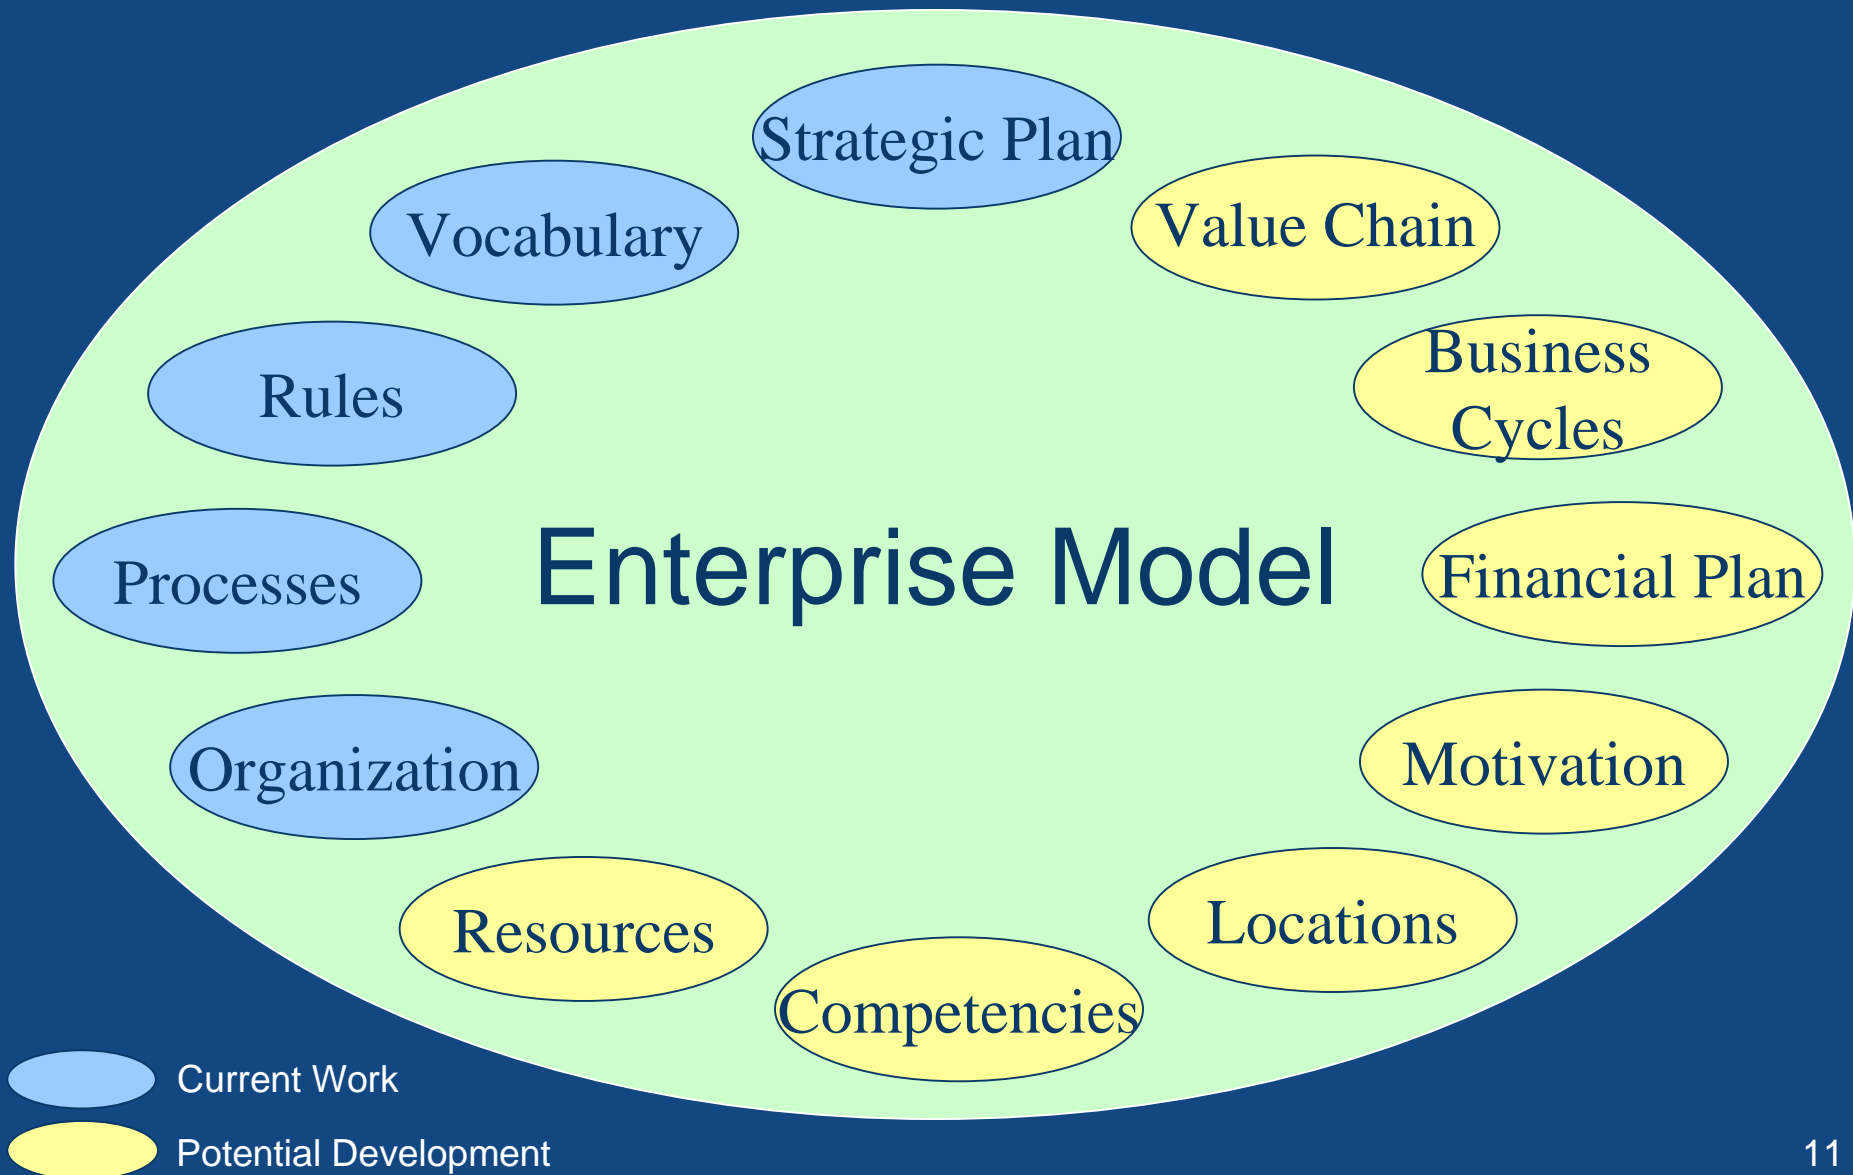 Strategic Plan
Vocabulary
Value Chain
Rules
Business
Cycles
Processes
Enterprise Model
Financial Plan
Organization
Motivation
Resources
Locations
Competencies
Current Work
Potential Development
11